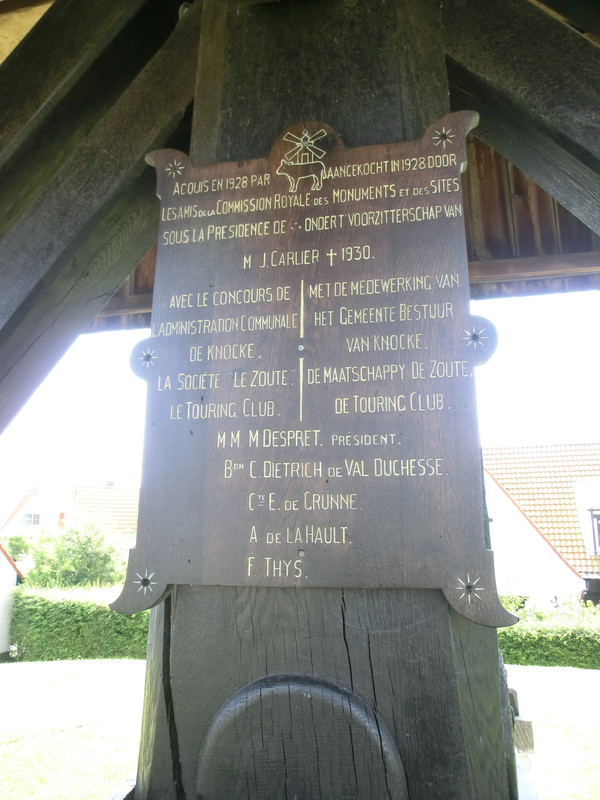 ACQUIS EN 1928 PAR AANGEKOCHT IN 1928 DOOR
LES AMIS DE LA COMMISSION ROYALE DES MONUMENTS ET DES SITES
SOUS LA PRESIDENCE DE ONDER T' VOORZITTERSCHAP VAN
M J. CARLIER † 1930.
AVEC LE CONCOURS DE
L'ADMINISTRATION COMMUNALE
DE KNOCKE.
LA SOCIÉTÉ "LE ZOUTE".
LE TOURING CLUB.
MET DE MEDEWERKING VAN
HET GEMEENTE BESTUUR
VAN KNOCKE.
DE MAATSCHAPPY DE ZOUTE.
DE TOURING CLUB.
M M. M DESPRET. PRÉSIDENT.
BON C. DIETRICH DE VAL DUCHESSE.
CTE E. DE GRUNNE.
A DE LA HAULT.
F THYS.